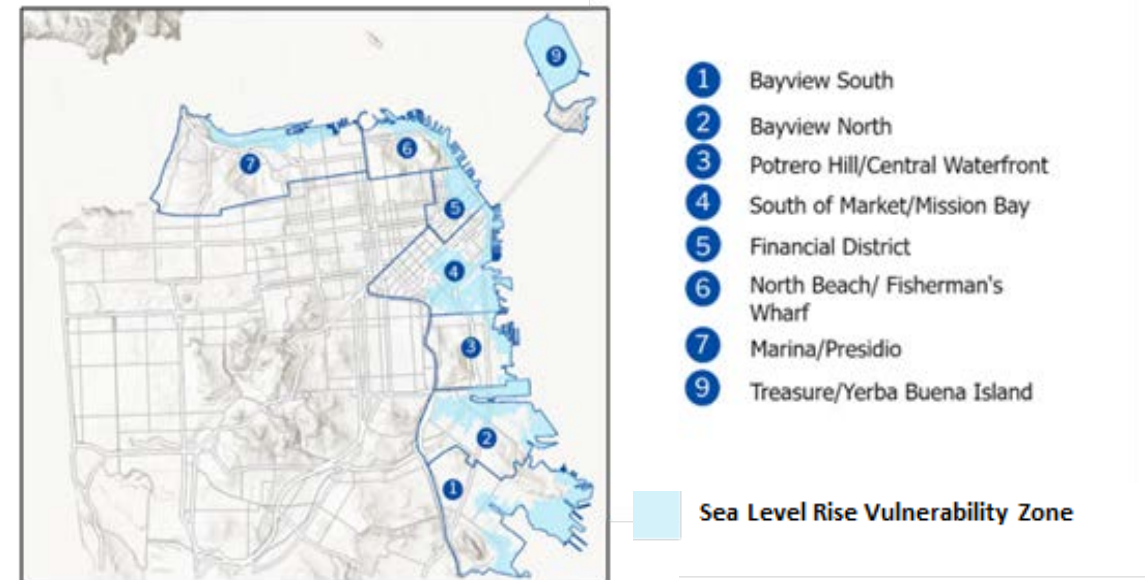 9
7
6
5
4
3
2
1
1 Bayview South
2 Bayview North
3 Potrero Hill/Central Waterfront
4 South of Market/Mission Bay
5 Financial District
6 North Beach/ Fisherman's
Wharf
7 Marina/Presidio
9 Treasure/Yerba Buena Island
Sea Level Rise Vulnerability Zone